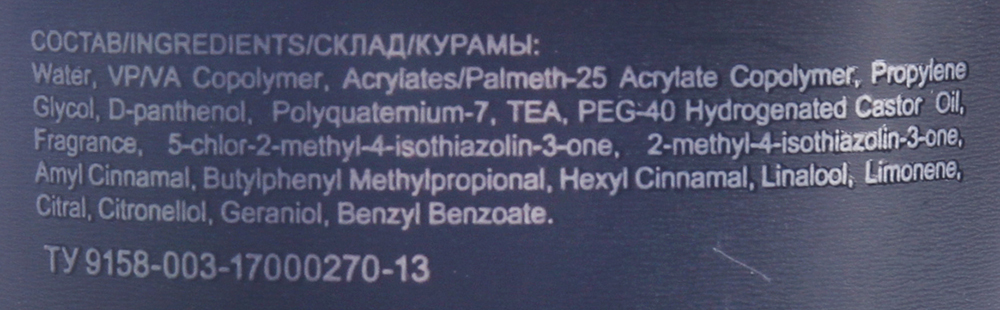 СОСТАВ/INGREDIENTS/СКЛАД/КУРАМЫ:
Water, VP/VA Copolymer, Acrylates/Palmeth-25 Acrylate Copolymer, Propylene
Glycol, D-panthenol, Polyquaternium-7, TEA, PEG-40 Hydrogenated Castor Oil,
Fragrance, 5-chlor-2-methyl-4-isothiazolin-3-one, 2-methyl-4-isothiazolin-3-one,
Amyl Cinnamal, Butylphenyl Methylpropional, Hexyl Cinnamal, Linalool, Limonene,
Citral, Citronellol, Geraniol, Benzyl Benzoate.
ТУ 9158-003-17000270-13